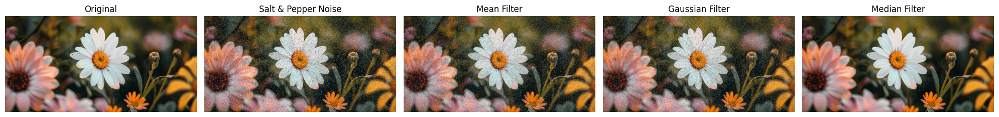 Original
Salt & Pepper Noise
Mean Filter
Gaussian Filter
Median Filter